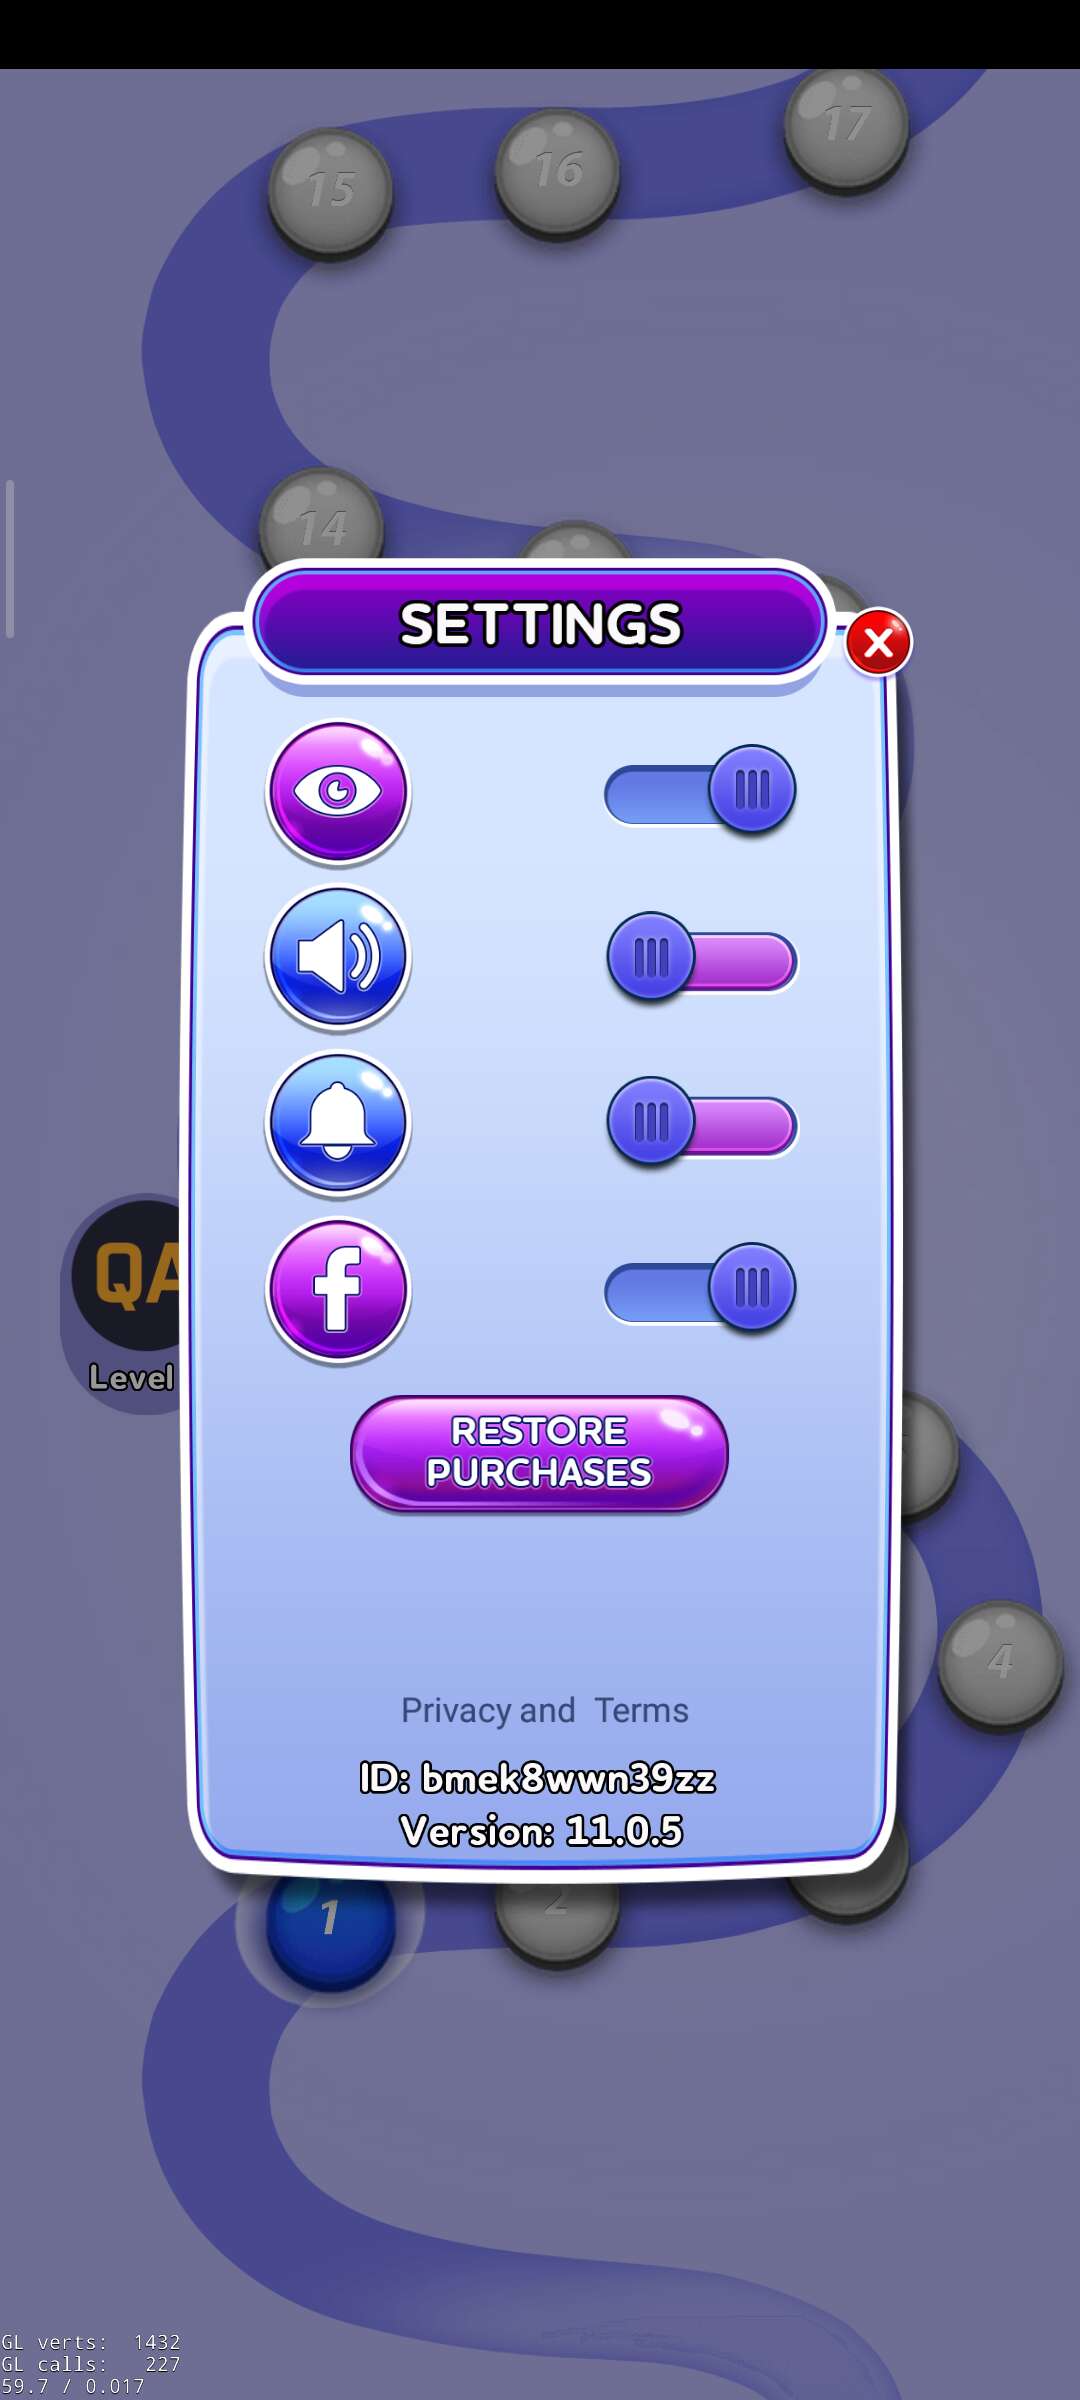 17
16
15
14
SETTINGS
QA
Level
RESTORE
PURCHASES
4
Privacy and Terms
ID: bmek8wwn39zz
Version: 11.0.5
1
2
GL verts: 1432
GL calls: 227
59.7 / 0.017